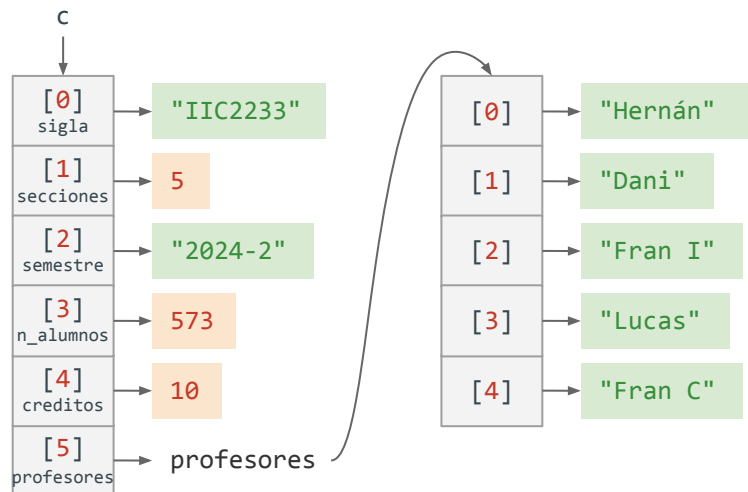 c
[0]
sigla
"IIC2233"
[1]
secciones
5
[2]
semestre
"2024-2"
[3]
n_alumnos
573
[4]
creditos
10
[5]
profesores
profesores
[0]
"Hernán"
[1]
"Dani"
[2]
"Fran I"
[3]
"Lucas"
[4]
"Fran C"